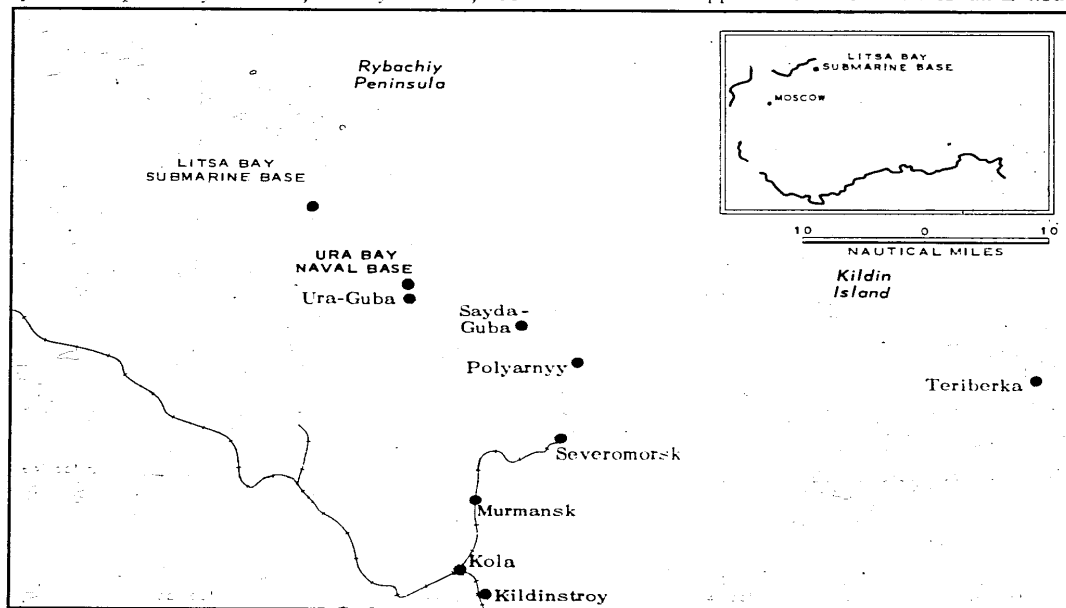 Rybachiy
Peninsula
LITSA BAY
SUBMARINE BASE
MOSCOW
LITSA BAY
SUBMARINE BASE
10 0 10
NAUTICAL MILES
URA BAY
NAVAL BASE
Ura-Guba
Kildin
Island
Sayda-
Guba
Polyarnyy
Teriberka
Severomorsk
Murmansk
Kola
Kildinstroy